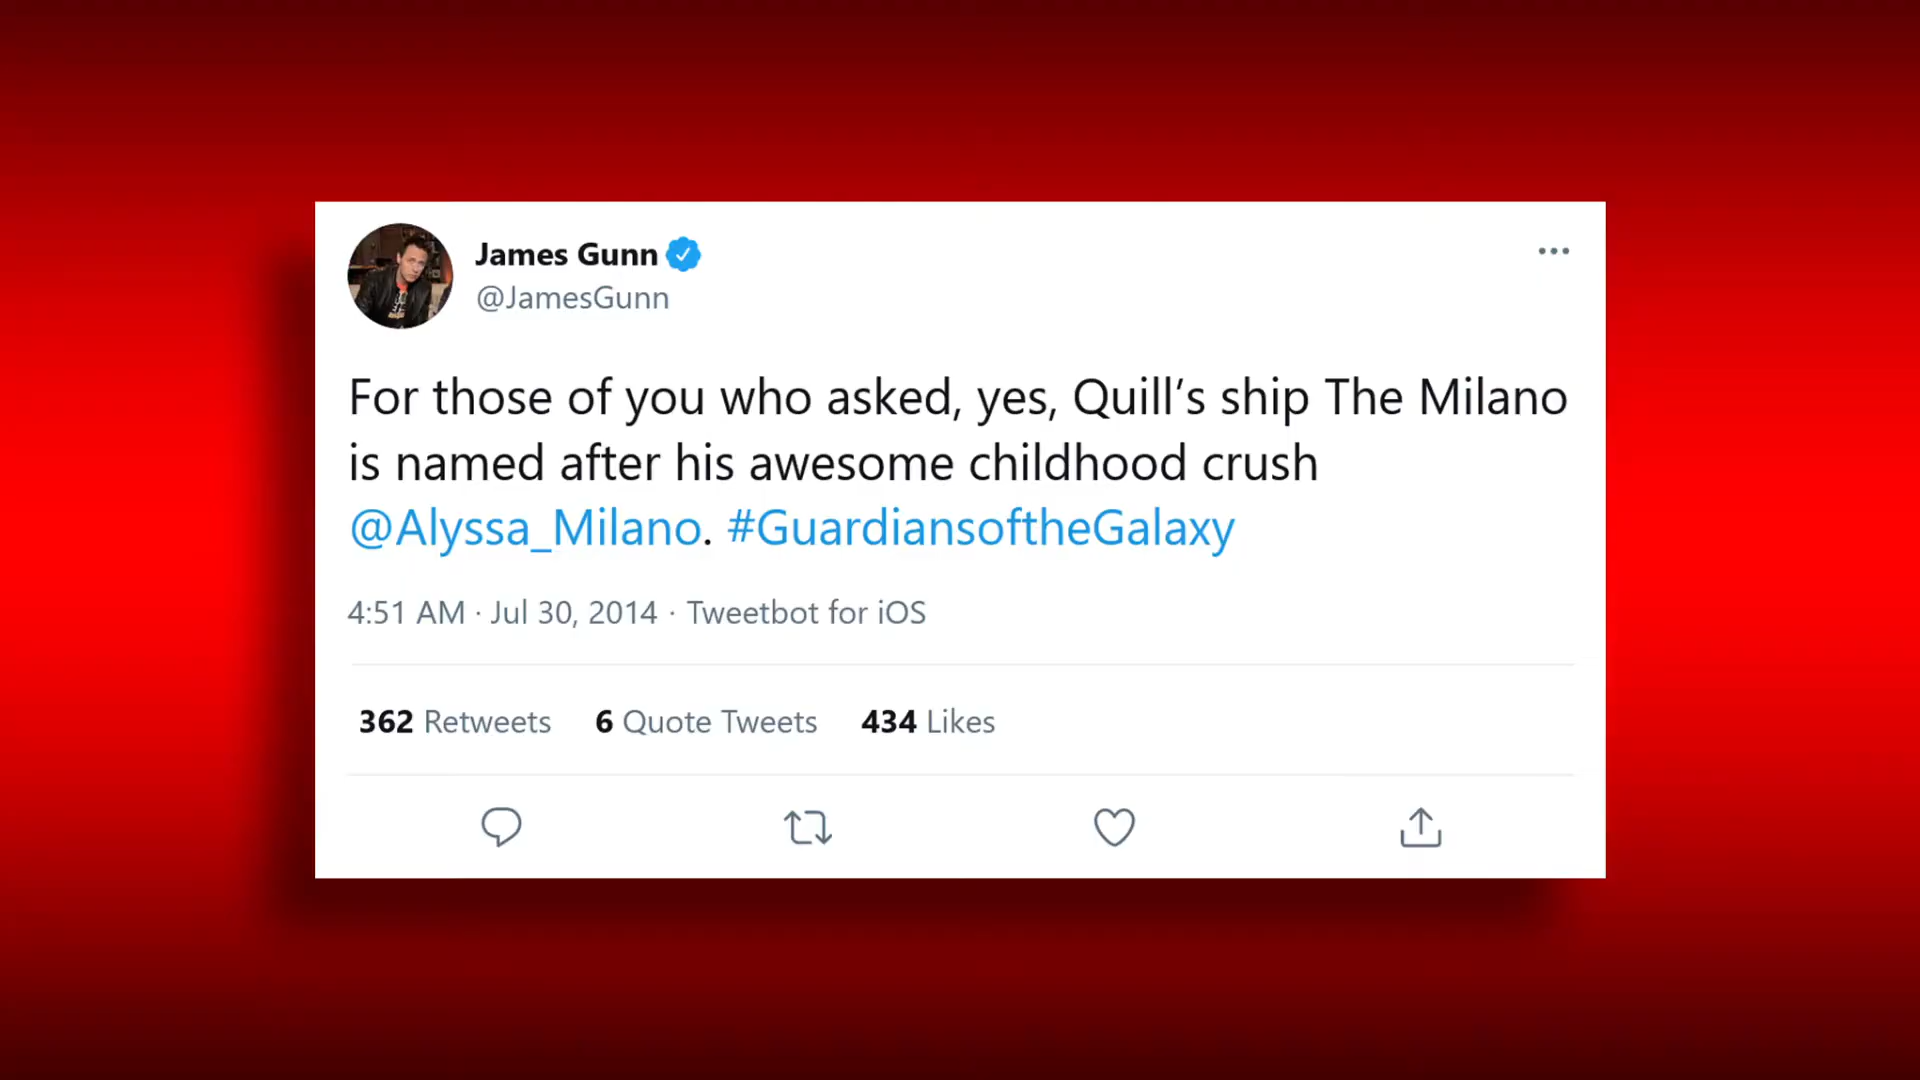 James Gunn
@JamesGunn
For those of you who asked, yes, Quill’s ship The Milano
is named after his awesome childhood crush
@Alyssa_Milano. #GuardiansoftheGalaxy
4:51 AM · Jul 30, 2014 · Tweetbot for iOS
362 Retweets 6 Quote Tweets 434 Likes